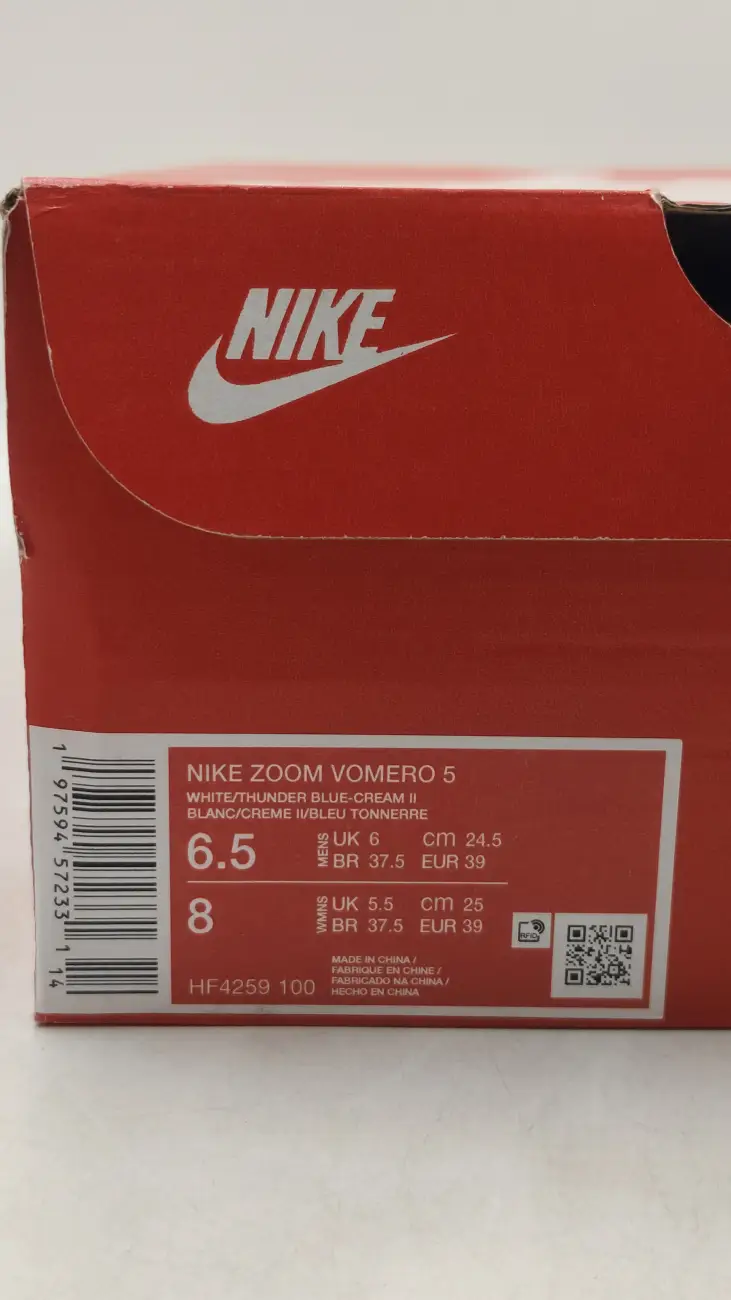 NIKE
NIKE ZOOM VOMERO 5
WHITE/THUNDER BLUE-CREAM II
BLANC/CREME II/BLEU TONNERRE
6.5 MENS UK 6 cm 24.5
BR 37.5 EUR 39
8 WMNS UK 5.5 cm 25
BR 37.5 EUR 39
RFID
HF4259 100
MADE IN CHINA /
FABRIQUE EN CHINE /
FABRICADO NA CHINA /
HECHO EN CHINA
1 97594 57233 1 14